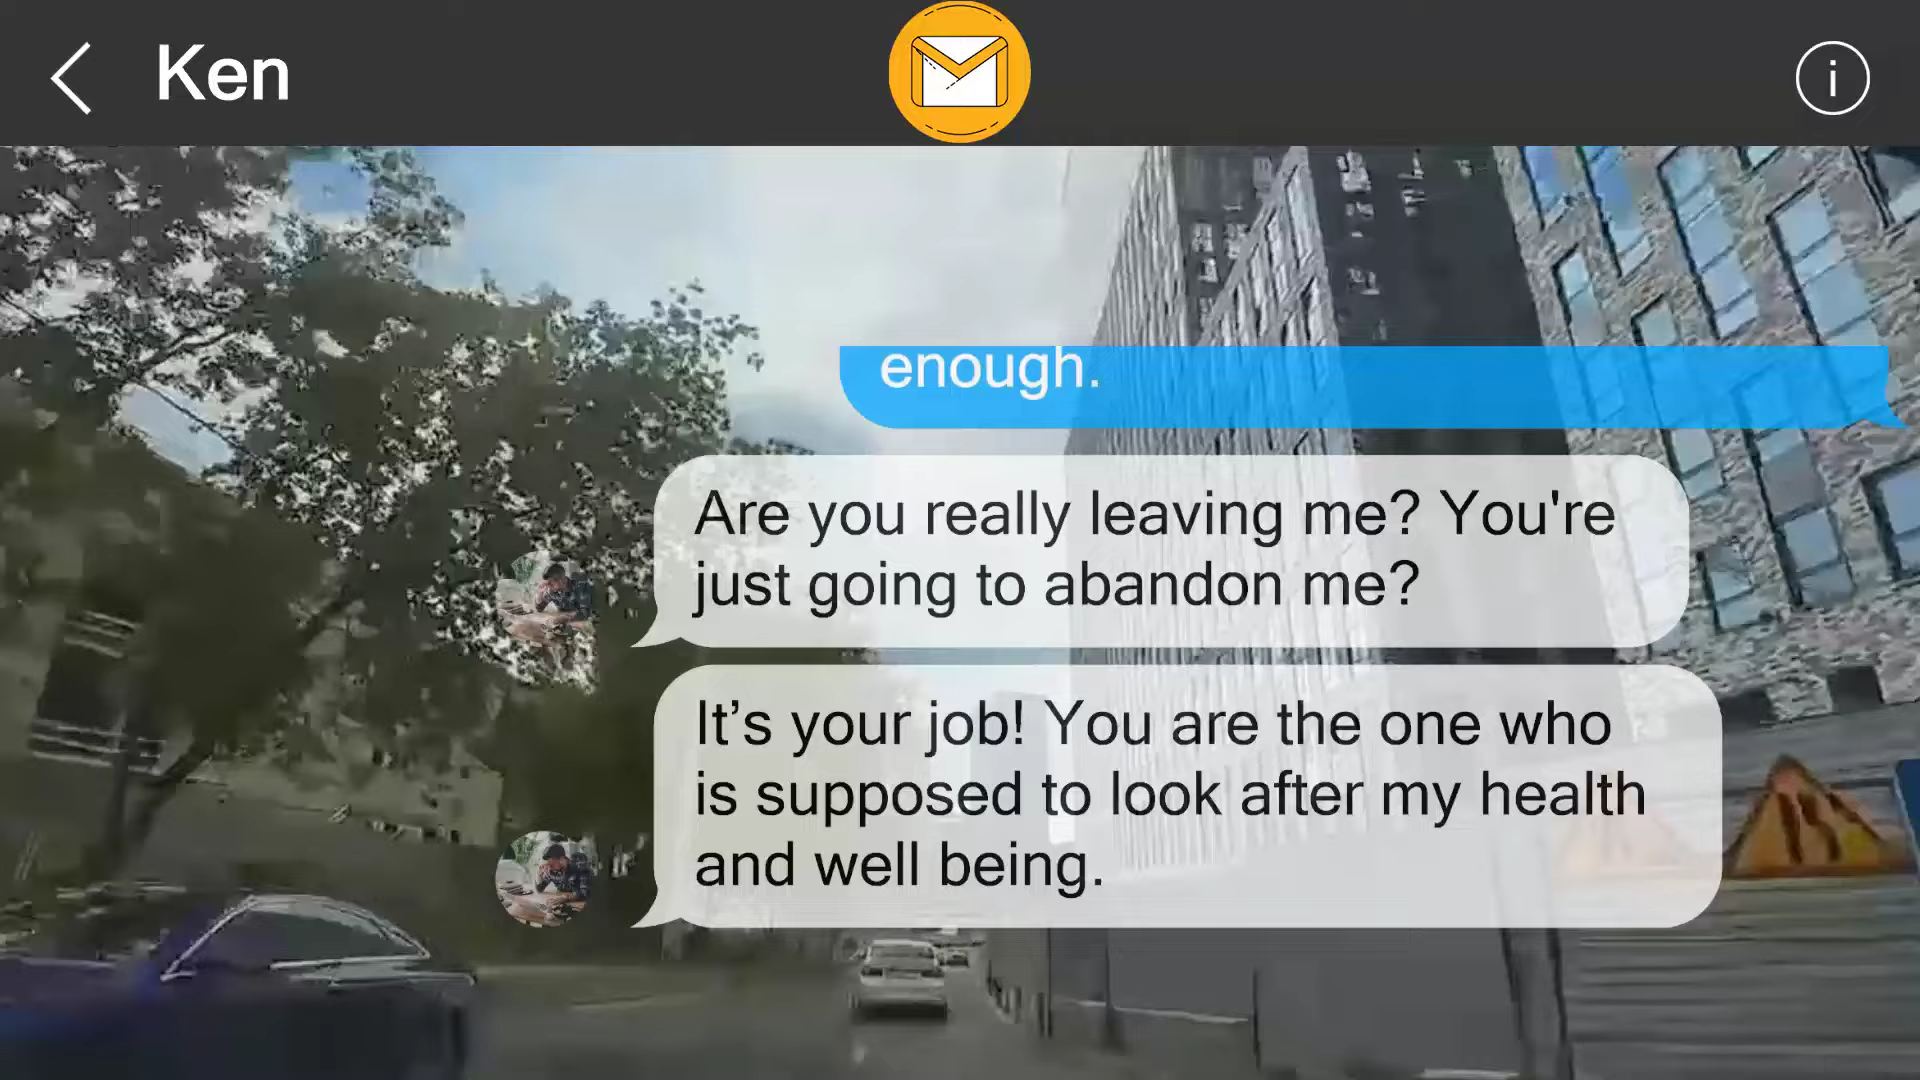 Ken
i
enough.
Are you really leaving me? You're
just going to abandon me?
It’s your job! You are the one who
is supposed to look after my health
and well being.